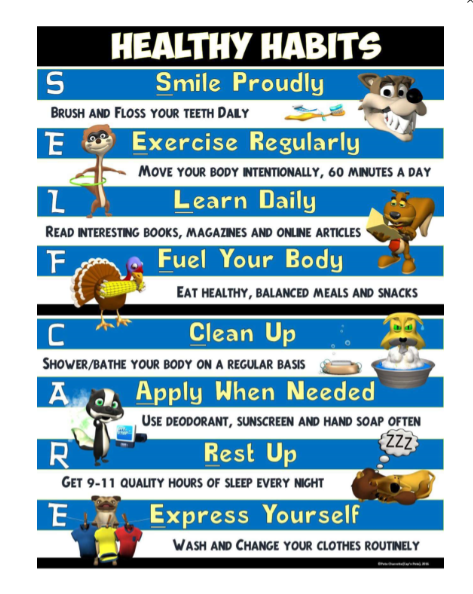 HEALTHY HABITS
S Smile Proudly
BRUSH AND FLOSS YOUR TEETH DAILY
E Exercise Regularly
MOVE YOUR BODY INTENTIONALLY, 60 MINUTES A DAY
L Learn Daily
READ INTERESTING BOOKS, MAGAZINES AND ONLINE ARTICLES
F Fuel Your Body
EAT HEALTHY, BALANCED MEALS AND SNACKS
C Clean Up
SHOWER/BATHE YOUR BODY ON A REGULAR BASIS
A Apply When Needed
USE DEODORANT, SUNSCREEN AND HAND SOAP OFTEN
ZZZ
R Rest Up
GET 9-11 QUALITY HOURS OF SLEEP EVERY NIGHT
E Express Yourself
WASH AND CHANGE YOUR CLOTHES ROUTINELY